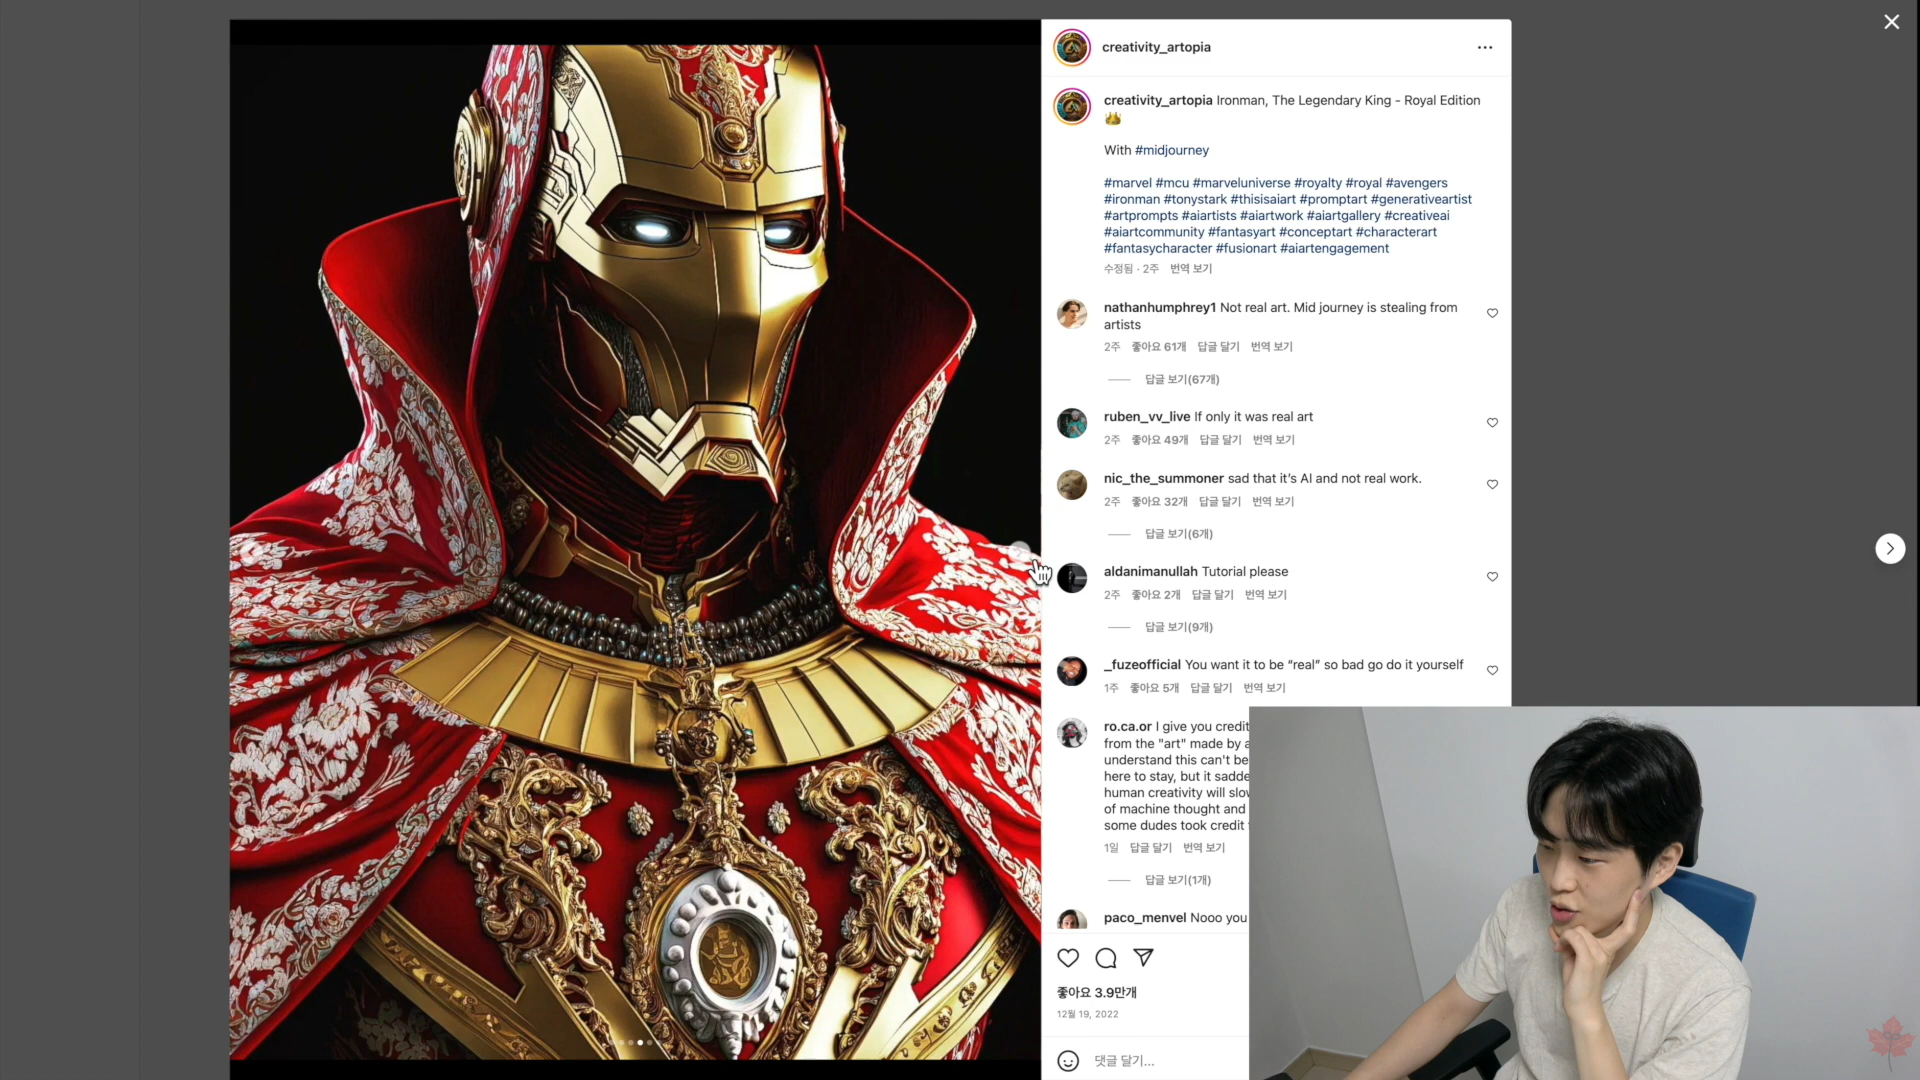 creativity_artopia
creativity_artopia Ironman, The Legendary King - Royal Edition
With #midjourney
#marvel #mcu #marveluniverse #royalty #royal #avengers
#ironman #tonystark #thisisaiart #promptart #generativeartist
#artprompts #aiartists #aiartwork #aiartgallery #creativeai
#aiartcommunity #fantasyart #conceptart #characterart
#fantasycharacter #fusionart #aiartengagement
수정됨 · 2주 번역 보기
nathanhumphrey1 Not real art. Mid journey is stealing from
artists
2주 좋아요 61개 답글 달기 번역 보기
답글 보기(67개)
ruben_vv_live If only it was real art
2주 좋아요 49개 답글 달기 번역 보기
nic_the_summoner sad that it’s AI and not real work.
2주 좋아요 32개 답글 달기 번역 보기
답글 보기(6개)
aldanimanullah Tutorial please
2주 좋아요 2개 답글 달기 번역 보기
답글 보기(9개)
_fuzeofficial You want it to be “real” so bad go do it yourself
1주 좋아요 5개 답글 달기 번역 보기
ro.ca.or I give you credit
from the "art" made by a
understand this can't be
here to stay, but it sadde
human creativity will slow
of machine thought and
some dudes took credit
1일 답글 달기 번역 보기
답글 보기(1개)
paco_menvel Nooo you
좋아요 3.9만개
12월 19, 2022
댓글 달기...